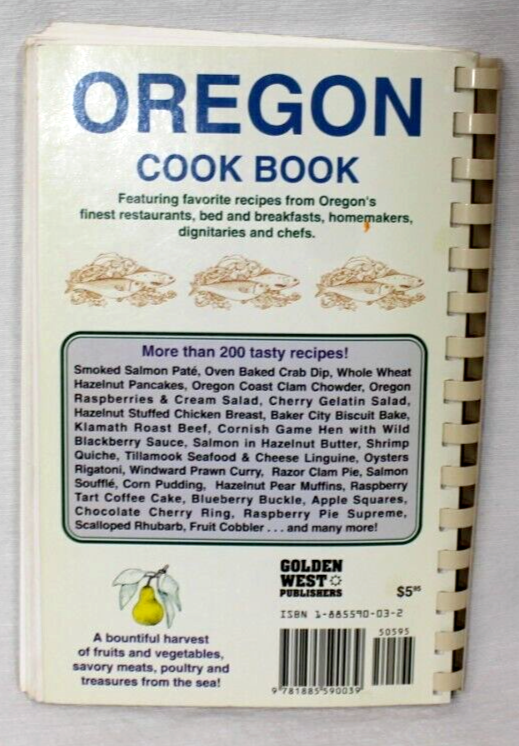 OREGON
COOK BOOK
Featuring favorite recipes from Oregon's
finest restaurants, bed and breakfasts, homemakers,
dignitaries and chefs.
More than 200 tasty recipes!
Smoked Salmon Paté, Oven Baked Crab Dip, Whole Wheat
Hazelnut Pancakes, Oregon Coast Clam Chowder, Oregon
Raspberries & Cream Salad, Cherry Gelatin Salad,
Hazelnut Stuffed Chicken Breast, Baker City Biscuit Bake,
Klamath Roast Beef, Cornish Game Hen with Wild
Blackberry Sauce, Salmon in Hazelnut Butter, Shrimp
Quiche, Tillamook Seafood & Cheese Linguine, Oysters
Rigatoni, Windward Prawn Curry, Razor Clam Pie, Salmon
Soufflé, Corn Pudding, Hazelnut Pear Muffins, Raspberry
Tart Coffee Cake, Blueberry Buckle, Apple Squares,
Chocolate Cherry Ring, Raspberry Pie Supreme,
Scalloped Rhubarb, Fruit Cobbler . . . and many more!
A bountiful harvest
of fruits and vegetables,
savory meats, poultry and
treasures from the sea!
GOLDEN
WEST
PUBLISHERS
$5.95
ISBN 1-885590-03-2
50595
9 781885 590039